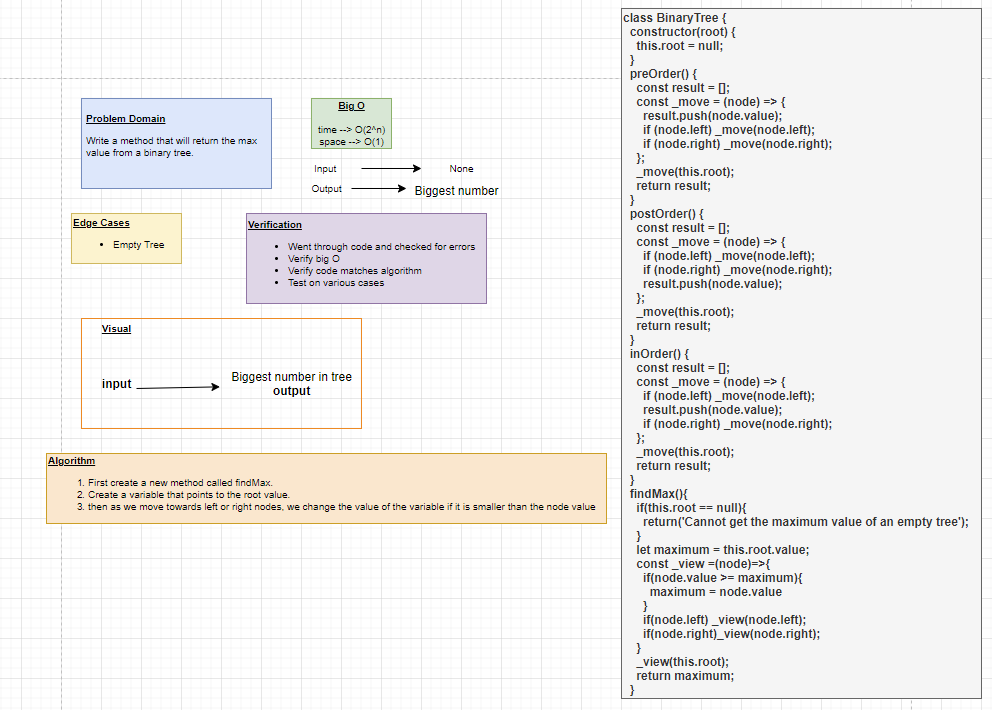 Problem Domain
Write a method that will return the max
value from a binary tree.
Big O
time --> O(2^n)
space --> O(1)
Input
None
Output
Biggest number
Edge Cases
• Empty Tree
Verification
• Went through code and checked for errors
• Verify big O
• Verify code matches algorithm
• Test on various cases
Visual
input
Biggest number in tree
output
Algorithm
1. First create a new method called findMax.
2. Create a variable that points to the root value.
3. then as we move towards left or right nodes, we change the value of the variable if it is smaller than the node value
class BinaryTree {
constructor(root) {
this.root = null;
}
preOrder() {
const result = [];
const _move = (node) => {
result.push(node.value);
if (node.left) _move(node.left);
if (node.right) _move(node.right);
};
_move(this.root);
return result;
}
postOrder() {
const result = [];
const _move = (node) => {
if (node.left) _move(node.left);
if (node.right) _move(node.right);
result.push(node.value);
};
_move(this.root);
return result;
}
inOrder() {
const result = [];
const _move = (node) => {
if (node.left) _move(node.left);
result.push(node.value);
if (node.right) _move(node.right);
};
_move(this.root);
return result;
}
findMax(){
if(this.root == null){
return('Cannot get the maximum value of an empty tree');
}
let maximum = this.root.value;
const _view =(node)=>{
if(node.value >= maximum){
maximum = node.value
}
if(node.left) _view(node.left);
if(node.right)_view(node.right);
}
_view(this.root);
return maximum;
}